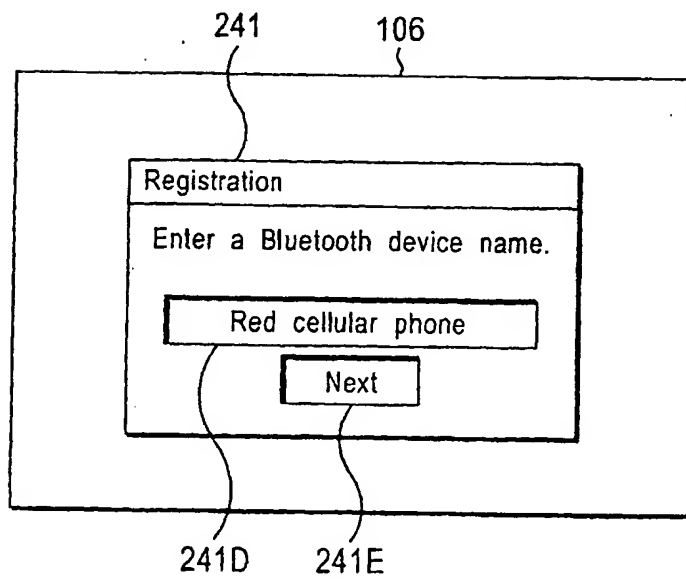 241 106
Registration
Enter a Bluetooth device name.
Red cellular phone
Next
241D 241E